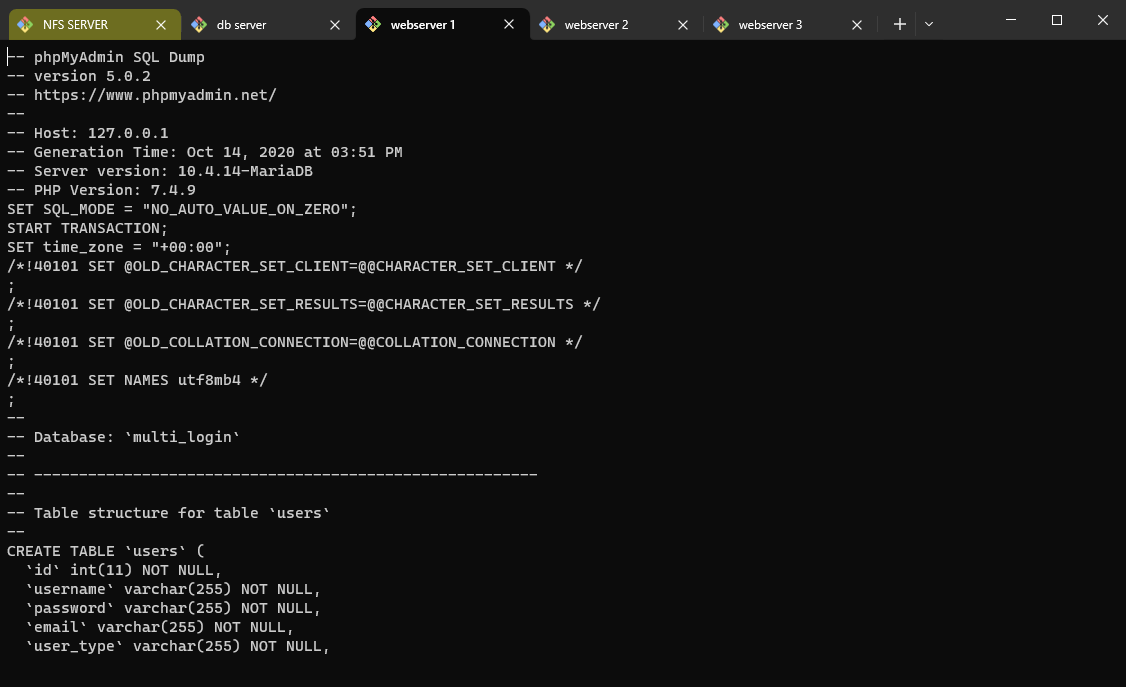 NFS SERVER
db server
webserver 1
webserver 2
webserver 3
-- phpMyAdmin SQL Dump
-- version 5.0.2
-- https://www.phpmyadmin.net/
--
-- Host: 127.0.0.1
-- Generation Time: Oct 14, 2020 at 03:51 PM
-- Server version: 10.4.14-MariaDB
-- PHP Version: 7.4.9
SET SQL_MODE = "NO_AUTO_VALUE_ON_ZERO";
START TRANSACTION;
SET time_zone = "+00:00";
/*!40101 SET @OLD_CHARACTER_SET_CLIENT=@@CHARACTER_SET_CLIENT */
;
/*!40101 SET @OLD_CHARACTER_SET_RESULTS=@@CHARACTER_SET_RESULTS */
;
/*!40101 SET @OLD_COLLATION_CONNECTION=@@COLLATION_CONNECTION */
;
/*!40101 SET NAMES utf8mb4 */
;
--
-- Database: `multi_login`
--
-- --------------------------------------------------------
--
-- Table structure for table `users`
--
CREATE TABLE `users` (
  `id` int(11) NOT NULL,
  `username` varchar(255) NOT NULL,
  `password` varchar(255) NOT NULL,
  `email` varchar(255) NOT NULL,
  `user_type` varchar(255) NOT NULL,